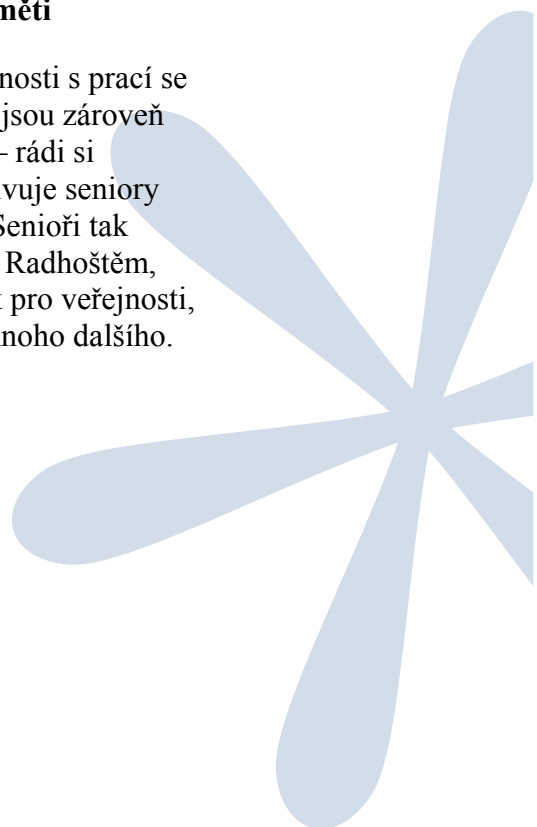 měti
nosti s prací se
jsou zároveň
– rádi si
vuje seniory
Senioři tak
Radhoštěm,
pro veřejnosti,
noho dalšího.